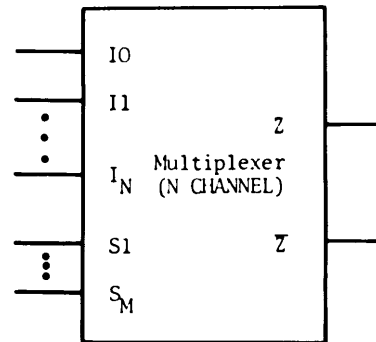 I0
I1
Z
I_N Multiplexer
(N CHANNEL)
S1
Z̅
S_M